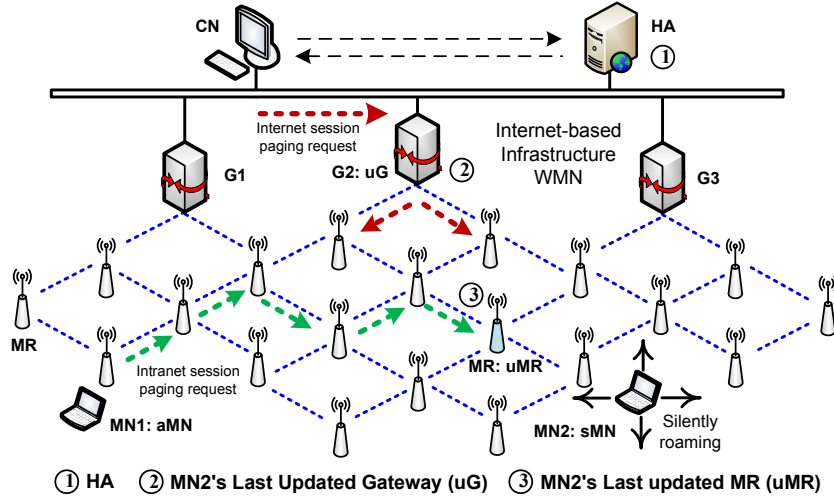 CN
HA
①
Internet session
paging request
Internet-based
Infrastructure
WMN
G1
G2: uG
②
G3
③
MR
MR: uMR
Intranet session
paging request
MN1: aMN
MN2: sMN
Silently
roaming
① HA ② MN2's Last Updated Gateway (uG) ③ MN2's Last updated MR (uMR)